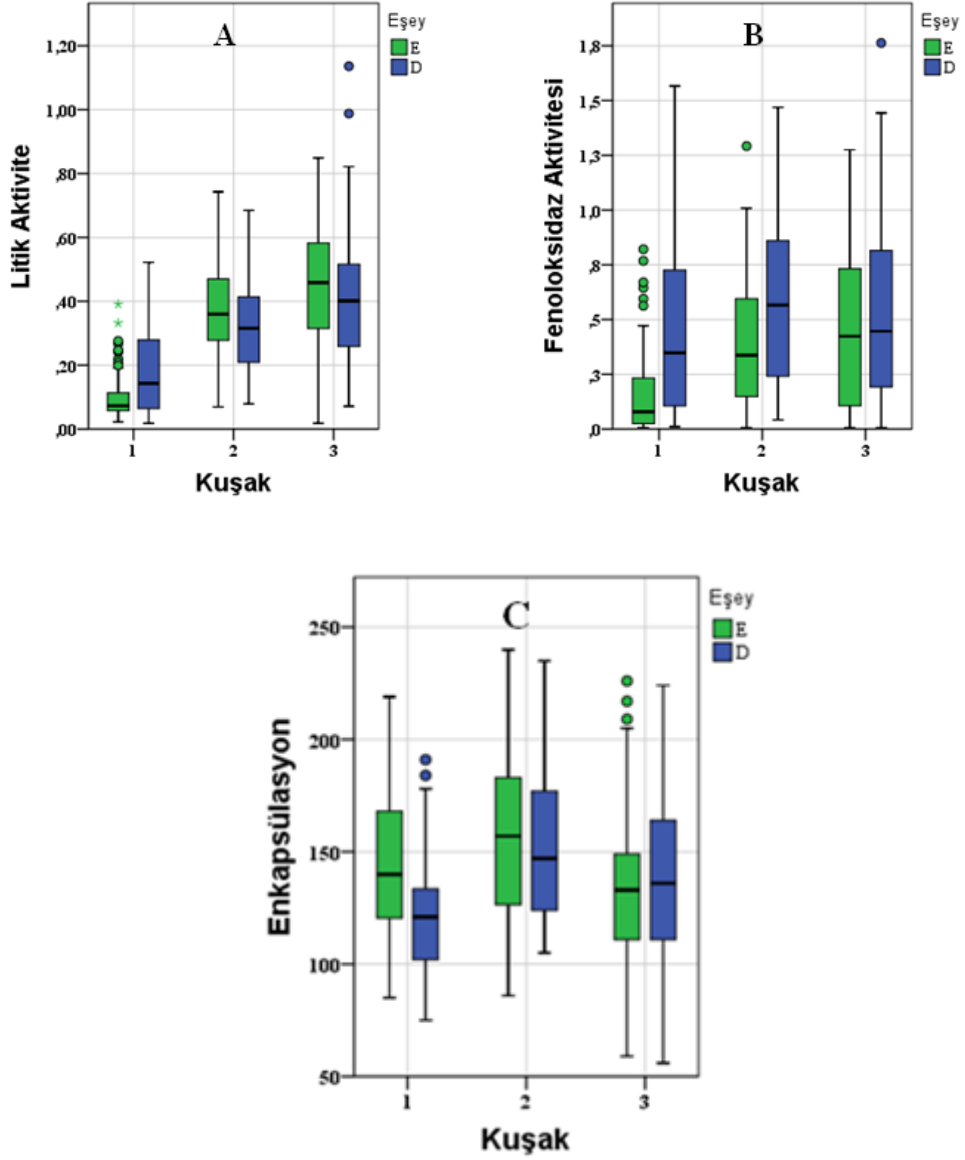 A
Eşey
E
D
Litik Aktivite
1,20
1,00
,80
,60
,40
,20
,00
1 2 3
Kuşak
B
Eşey
E
D
Fenoloksidaz Aktivitesi
1,8
1,5
1,3
1,0
,8
,5
,3
,0
1 2 3
Kuşak
C
Eşey
E
D
Enkapsülasyon
250
200
150
100
50
1 2 3
Kuşak